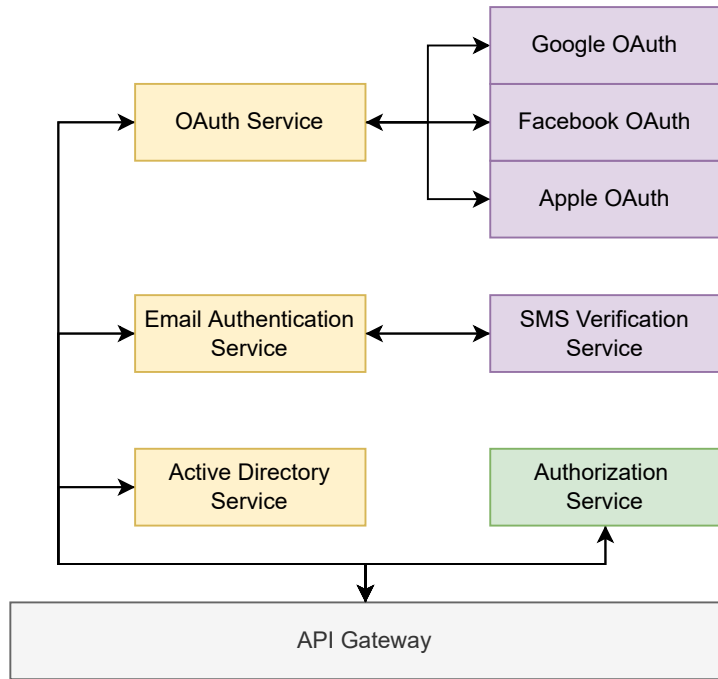 Google OAuth
OAuth Service
Facebook OAuth
Apple OAuth
Email Authentication
Service
SMS Verification
Service
Active Directory
Service
Authorization
Service
API Gateway